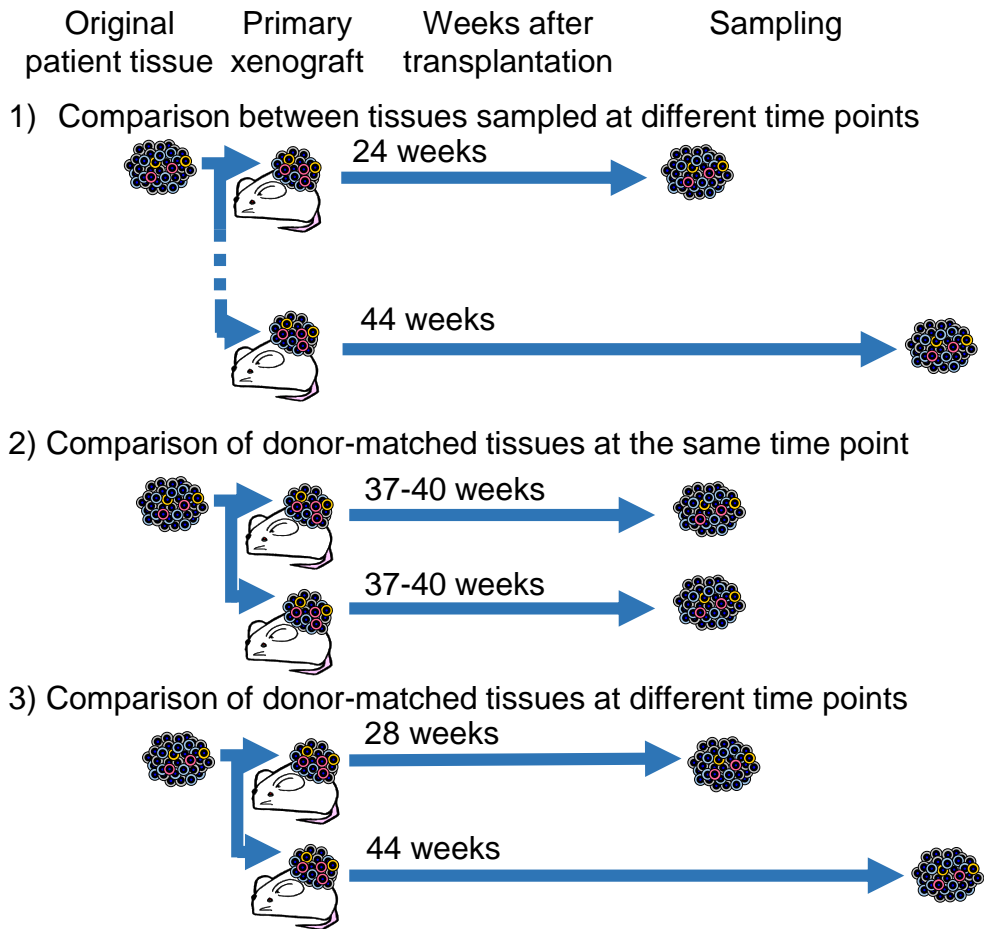 Original Primary Weeks after Sampling
patient tissue xenograft transplantation
1) Comparison between tissues sampled at different time points
24 weeks
44 weeks
2) Comparison of donor-matched tissues at the same time point
37-40 weeks
37-40 weeks
3) Comparison of donor-matched tissues at different time points
28 weeks
44 weeks